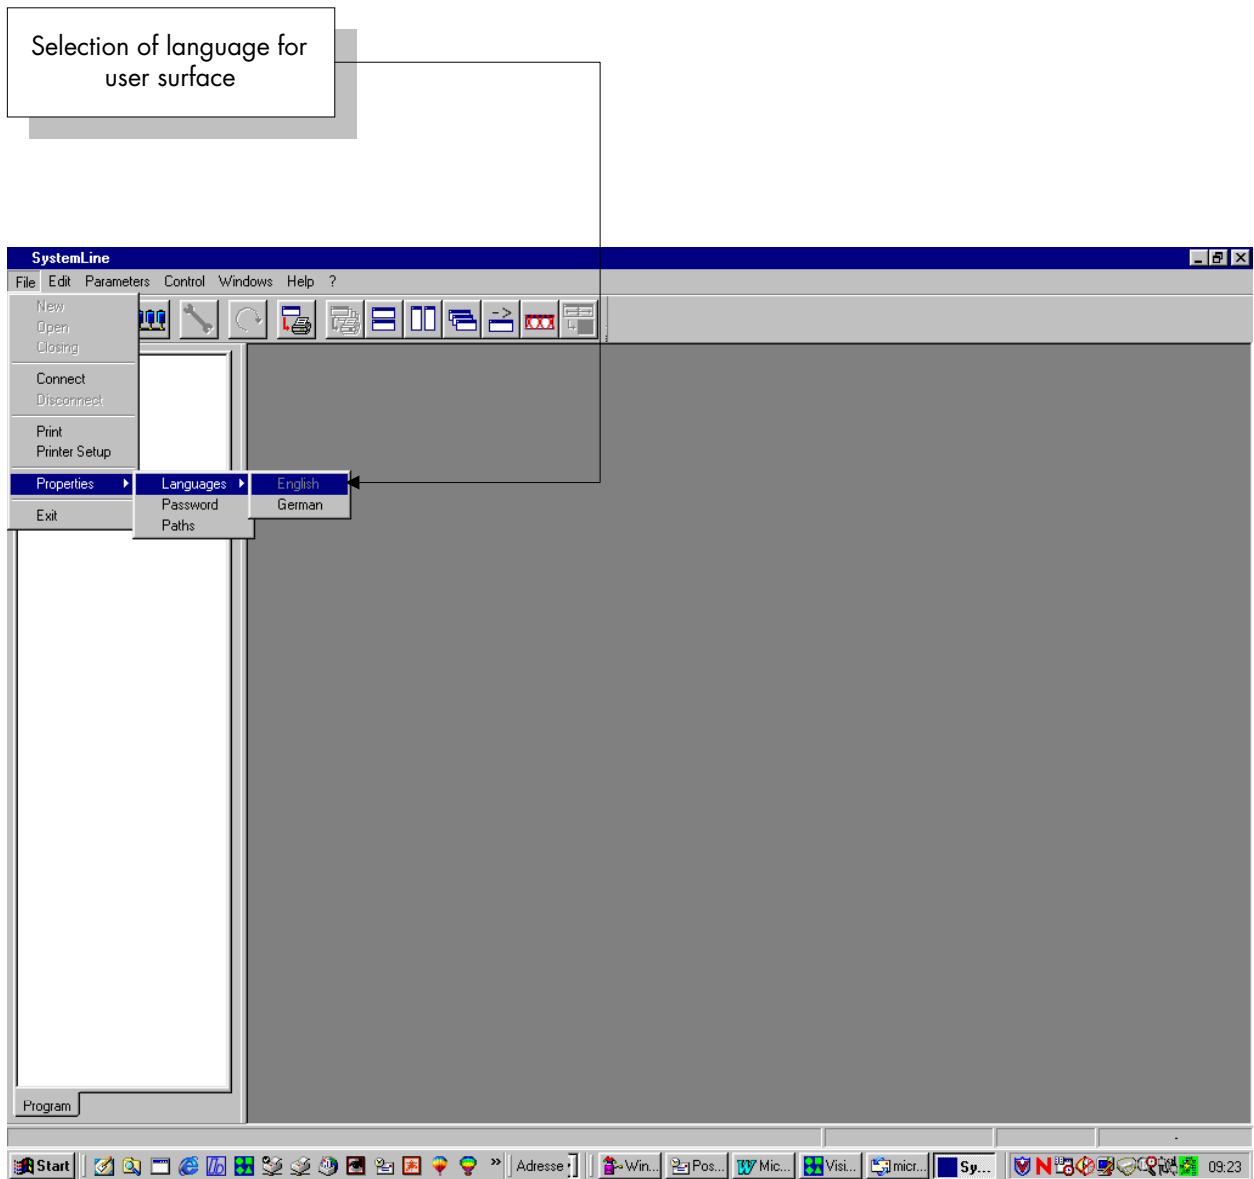 Selection of language for
user surface
SystemLine
File Edit Parameters Control Windows Help ?
New
Open
Closing
Connect
Disconnect
Print
Printer Setup
Properties Languages English
Password German
Exit
Paths
Program
Start Adresse Win... Pos... Mic... Visi... micr... Sy... 09:23